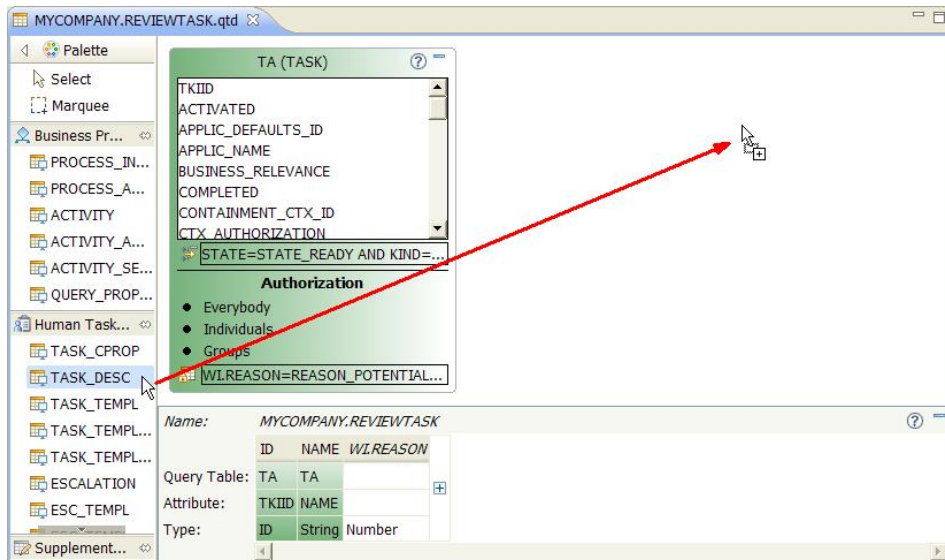 MYCOMPANY.REVIEWTASK.qtd
Palette
Select
Marquee
Business Pr...
PROCESS_IN...
PROCESS_A...
ACTIVITY
ACTIVITY_A...
ACTIVITY_SE...
QUERY_PROP...
Human Task...
TASK_CPROP
TASK_DESC
TASK_TEMPL
TASK_TEMPL...
TASK_TEMPL...
ESCALATION
ESC_TEMPL
Supplement...
TA (TASK)
TKIID
ACTIVATED
APPLIC_DEFAULTS_ID
APPLIC_NAME
BUSINESS_RELEVANCE
COMPLETED
CONTAINMENT_CTX_ID
CTX_AUTHORIZATION
STATE=STATE_READY AND KIND=...
Authorization
Everybody
Individuals
Groups
WI.REASON=REASON_POTENTIAL...
Name: MYCOMPANY.REVIEWTASK
ID NAME WI.REASON
Query Table: TA TA
Attribute: TKIID NAME
Type: ID String Number